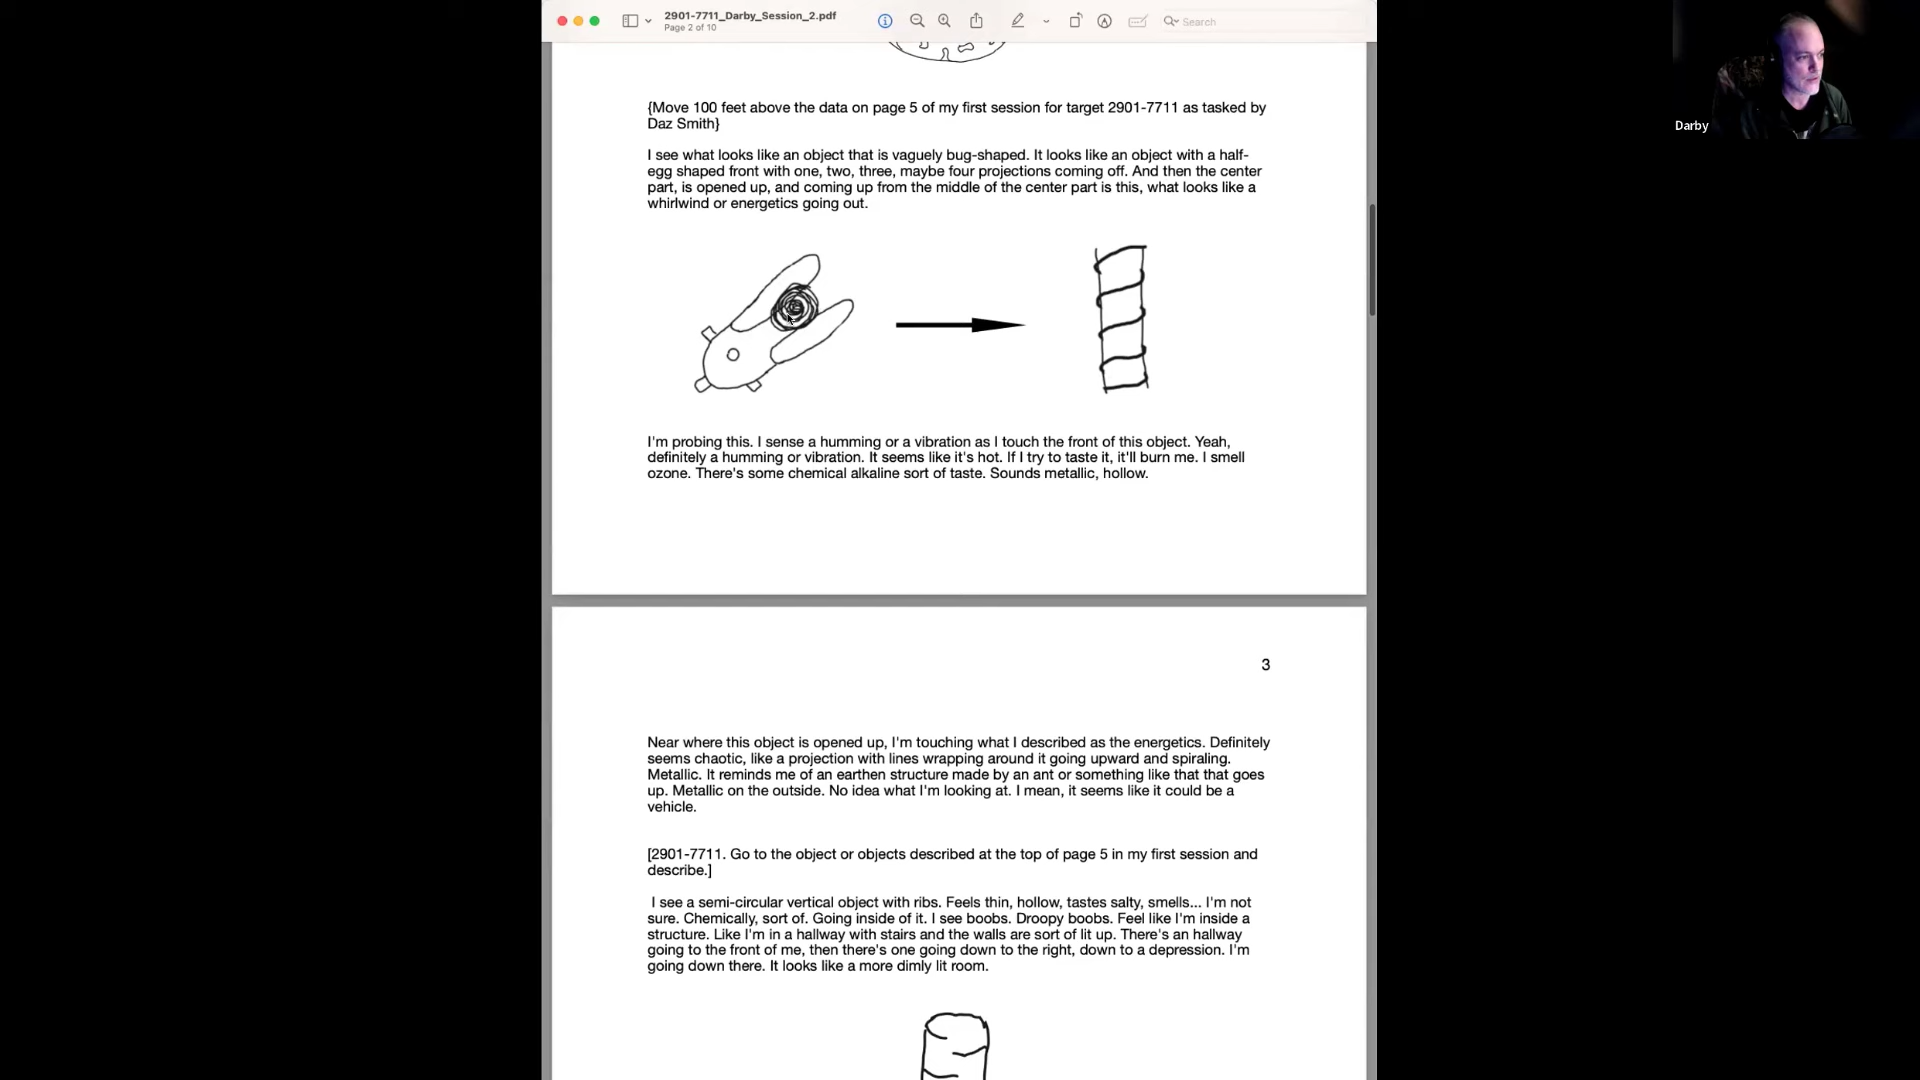 2901-7711_Darby_Session_2.pdf
Page 2 of 10
Search
Darby
{Move 100 feet above the data on page 5 of my first session for target 2901-7711 as tasked by
Daz Smith}
I see what looks like an object that is vaguely bug-shaped. It looks like an object with a half-
egg shaped front with one, two, three, maybe four projections coming off. And then the center
part, is opened up, and coming up from the middle of the center part is this, what looks like a
whirlwind or energetics going out.
I'm probing this. I sense a humming or a vibration as I touch the front of this object. Yeah,
definitely a humming or vibration. It seems like it's hot. If I try to taste it, it'll burn me. I smell
ozone. There's some chemical alkaline sort of taste. Sounds metallic, hollow.
3
Near where this object is opened up, I'm touching what I described as the energetics. Definitely
seems chaotic, like a projection with lines wrapping around it going upward and spiraling.
Metallic. It reminds me of an earthen structure made by an ant or something like that that goes
up. Metallic on the outside. No idea what I'm looking at. I mean, it seems like it could be a
vehicle.
[2901-7711. Go to the object or objects described at the top of page 5 in my first session and
describe.]
I see a semi-circular vertical object with ribs. Feels thin, hollow, tastes salty, smells... I'm not
sure. Chemically, sort of. Going inside of it. I see boobs. Droopy boobs. Feel like I'm inside a
structure. Like I'm in a hallway with stairs and the walls are sort of lit up. There's an hallway
going to the front of me, then there's one going down to the right, down to a depression. I'm
going down there. It looks like a more dimly lit room.